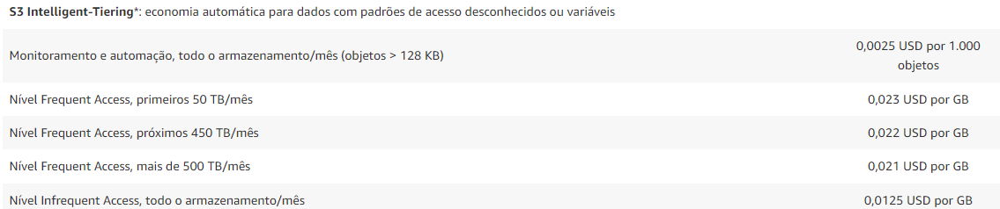 S3 Intelligent-Tiering*: economia automática para dados com padrões de acesso desconhecidos ou variáveis
Monitoramento e automação, todo o armazenamento/mês (objetos > 128 KB)
0,0025 USD por 1.000
objetos
Nível Frequent Access, primeiros 50 TB/mês
0,023 USD por GB
Nível Frequent Access, próximos 450 TB/mês
0,022 USD por GB
Nível Frequent Access, mais de 500 TB/mês
0,021 USD por GB
Nível Infrequent Access, todo o armazenamento/mês
0,0125 USD por GB